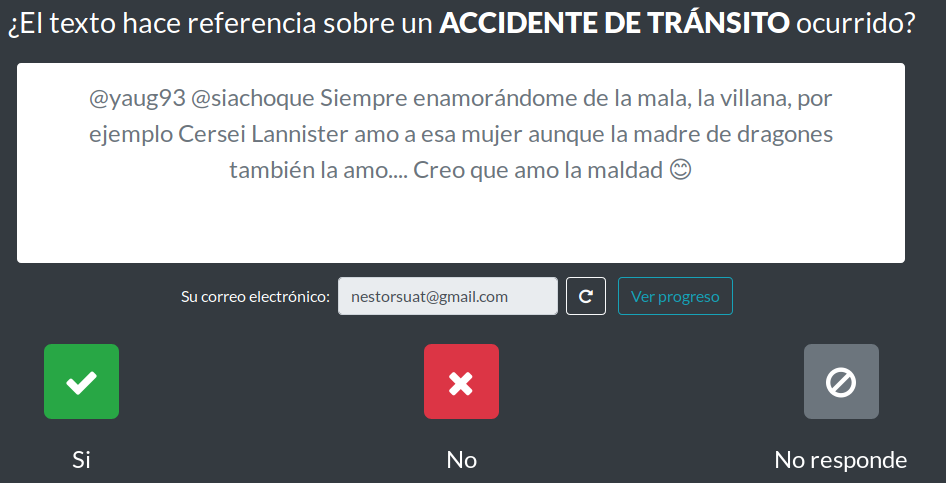 ¿El texto hace referencia sobre un ACCIDENTE DE TRÁNSITO ocurrido?
@yaug93 @siachoque Siempre enamorándome de la mala, la villana, por
ejemplo Cersei Lannister amo a esa mujer aunque la madre de dragones
también la amo.... Creo que amo la maldad 😊
Su correo electrónico: nestorsuat@gmail.com Ver progreso
Si No No responde